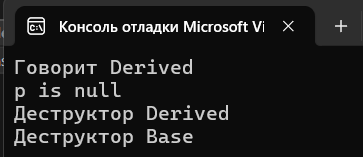 Консоль отладки Microsoft Vi
Говорит Derived
p is null
Деструктор Derived
Деструктор Base